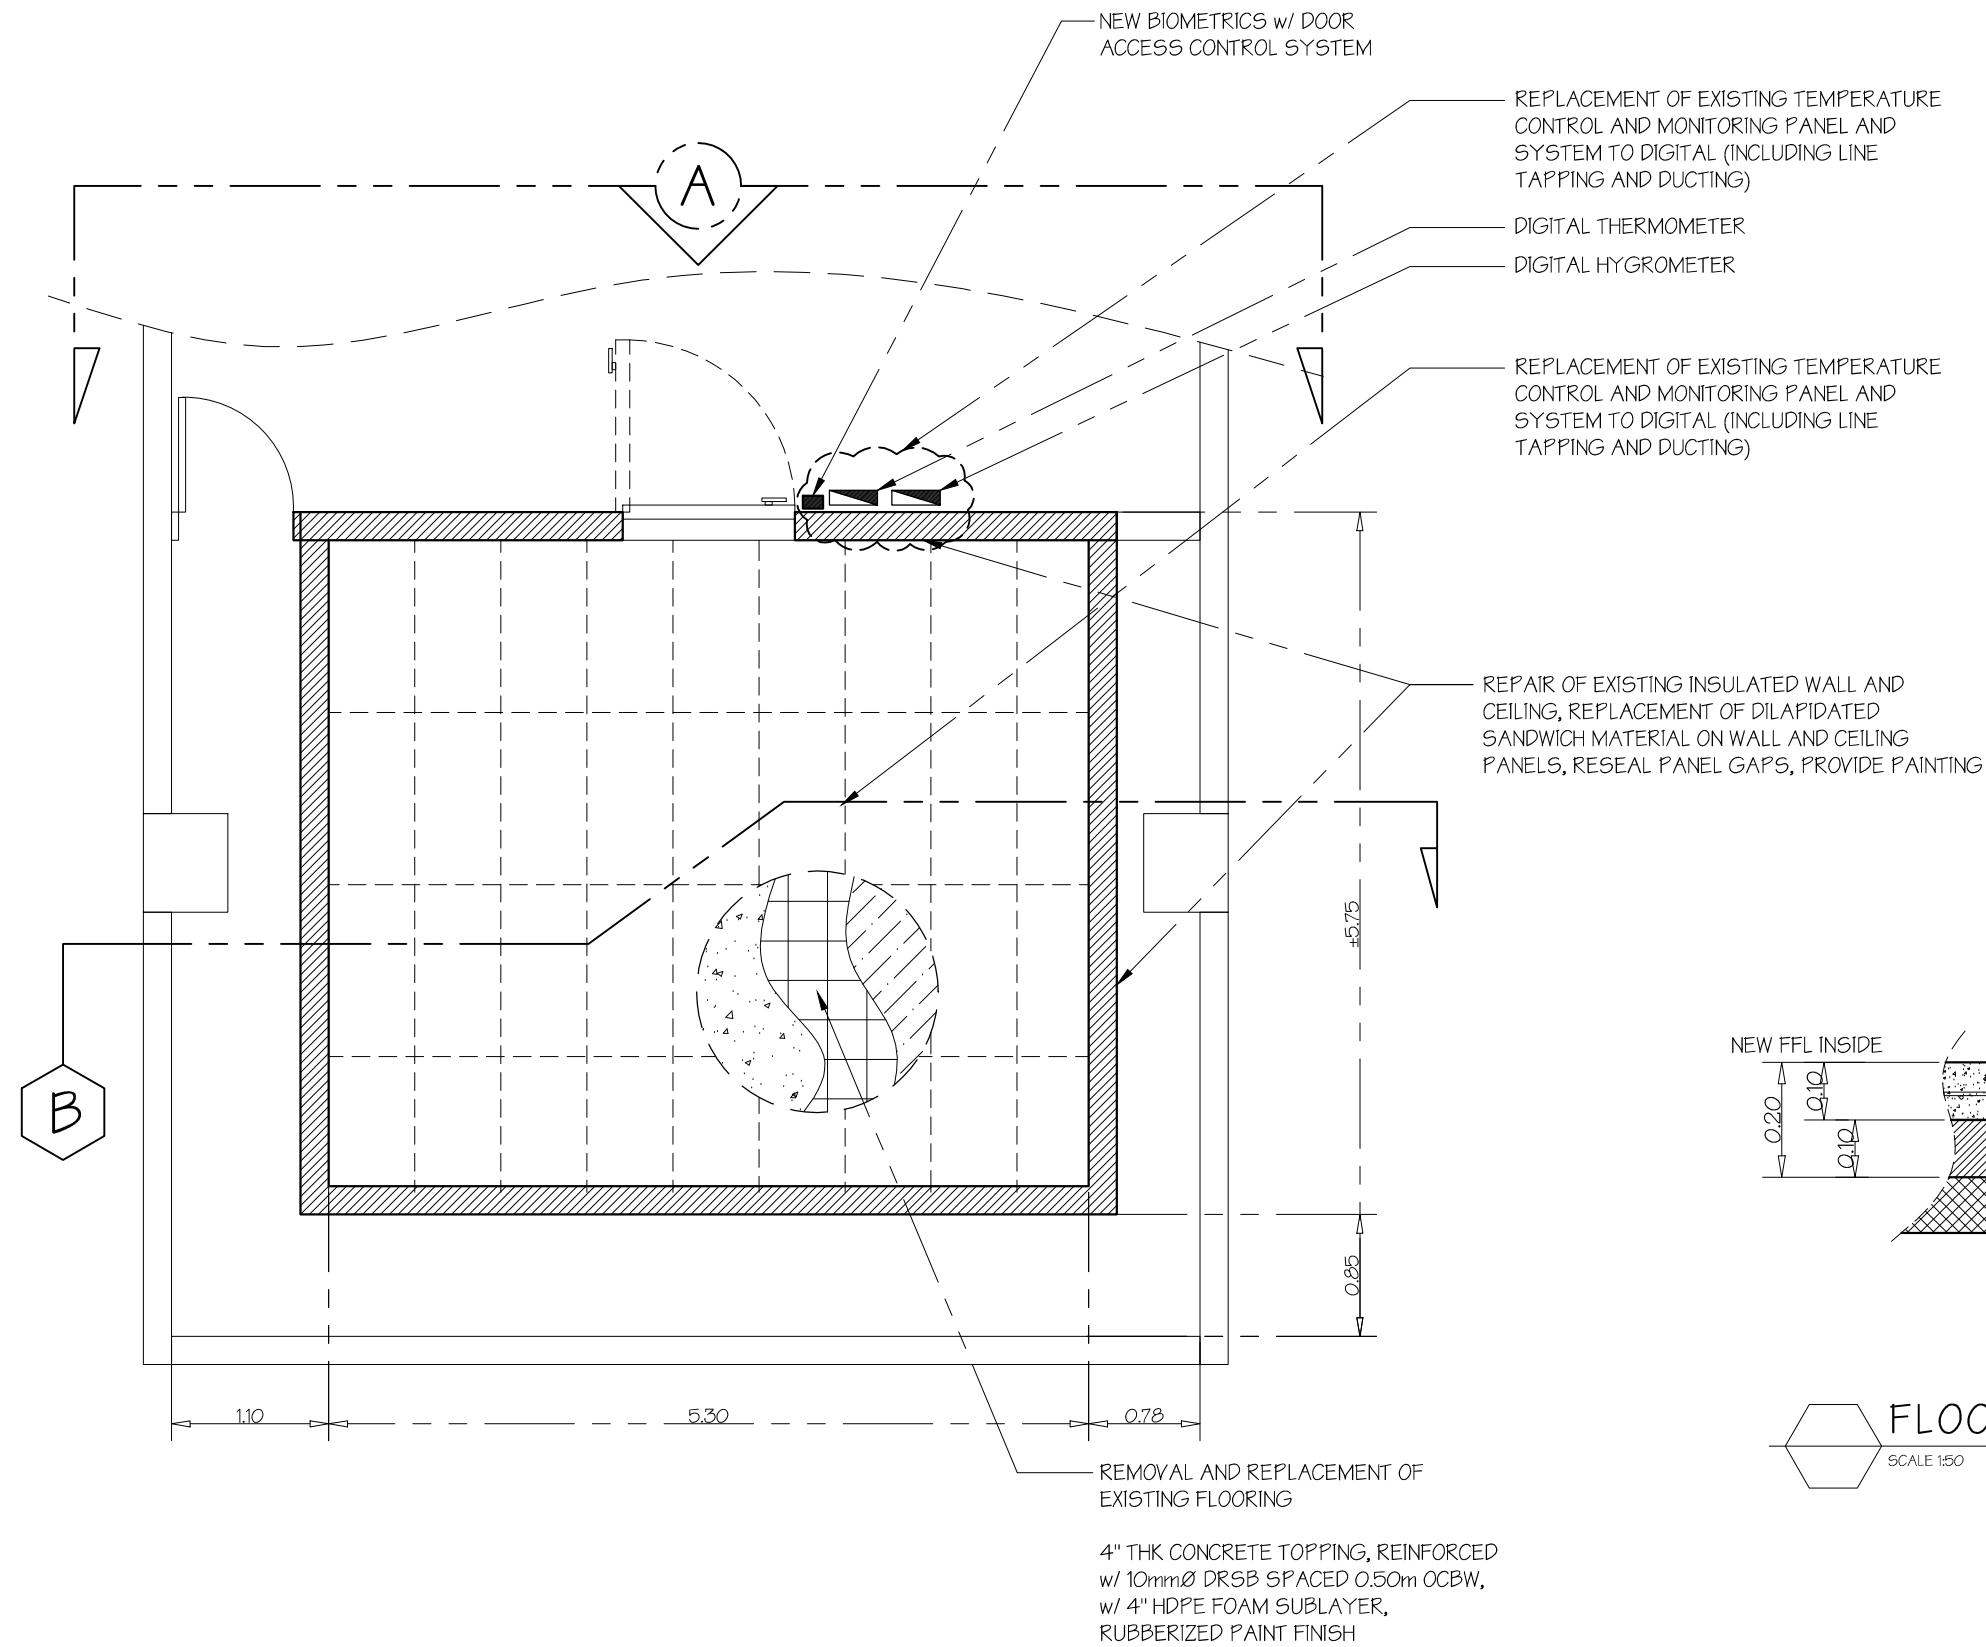 NEW BIOMETRICS w/ DOOR
ACCESS CONTROL SYSTEM
REPLACEMENT OF EXISTING TEMPERATURE
CONTROL AND MONITORING PANEL AND
SYSTEM TO DIGITAL (INCLUDING LINE
TAPPING AND DUCTING)
A
DIGITAL THERMOMETER
DIGITAL HYGROMETER
REPLACEMENT OF EXISTING TEMPERATURE
CONTROL AND MONITORING PANEL AND
SYSTEM TO DIGITAL (INCLUDING LINE
TAPPING AND DUCTING)
REPAIR OF EXISTING INSULATED WALL AND
CEILING, REPLACEMENT OF DILAPIDATED
SANDWICH MATERIAL ON WALL AND CEILING
PANELS, RESEAL PANEL GAPS, PROVIDE PAINTING
±5.75
NEW FFL INSIDE
0.10
0.20
0.10
B
0.85
1.10
5.30
0.78
FLOO
SCALE 1:50
REMOVAL AND REPLACEMENT OF
EXISTING FLOORING
4" THK CONCRETE TOPPING, REINFORCED
w/ 10mmØ DRSB SPACED 0.50m OCBW,
w/ 4" HDPE FOAM SUBLAYER,
RUBBERIZED PAINT FINISH